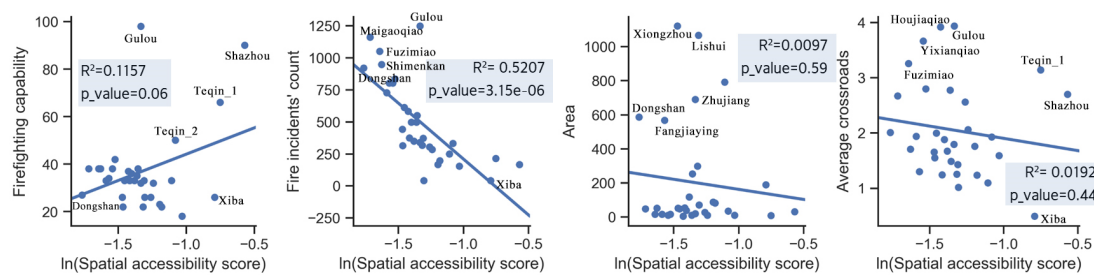 Firefighting capability
100
80
60
40
20
Gulou
Shazhou
R²=0.1157
p_value=0.06
Teqin_1
Teqin_2
Dongshan
Xiba
−1.5
−1.0
−0.5
ln(Spatial accessibility score)
Fire incidents' count
1250
1000
750
500
250
0
−250
Gulou
Maigaoqiao
Fuzimiao
Shimenkan
Dongshan
R²= 0.5207
p_value=3.15e-06
Xiba
−1.5
−1.0
−0.5
ln(Spatial accessibility score)
Area
1000
800
600
400
200
0
Xiongzhou
Lishui
R²=0.0097
p_value=0.59
Zhujiang
Dongshan
Fangjiaying
−1.5
−1.0
−0.5
ln(Spatial accessibility score)
Average crossroads
4
3
2
1
Houjiaqiao
Gulou
Yixianqiao
Teqin_1
Fuzimiao
Shazhou
R²= 0.0192
p_value=0.44
Xiba
−1.5
−1.0
−0.5
ln(Spatial accessibility score)